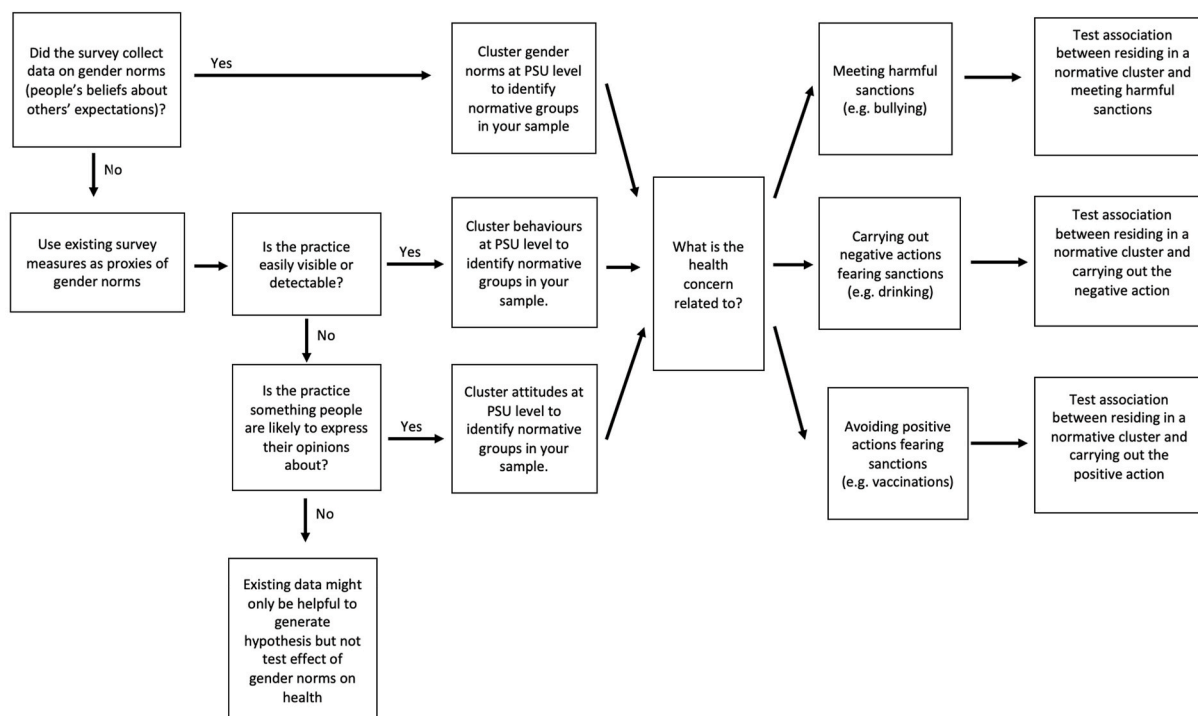 Did the survey collect
data on gender norms
(people's beliefs about
others' expectations)?
Yes
Cluster gender
norms at PSU level
to identify
normative groups
in your sample
Meeting harmful
sanctions
(e.g. bullying)
Test association
between residing in a
normative cluster and
meeting harmful
sanctions
No
Use existing survey
measures as proxies of
gender norms
Is the practice
easily visible or
detectable?
Yes
Cluster behaviours
at PSU level to
identify normative
groups in your
sample.
What is the
health
concern
related to?
Carrying out
negative actions
fearing sanctions
(e.g. drinking)
Test association
between residing in a
normative cluster and
carrying out the
negative action
No
Is the practice
something people
are likely to express
their opinions
about?
Yes
Cluster attitudes at
PSU level to
identify normative
groups in your
sample.
Avoiding positive
actions fearing
sanctions
(e.g. vaccinations)
Test association
between residing in a
normative cluster and
carrying out the
positive action
No
Existing data might
only be helpful to
generate
hypothesis but not
test effect of
gender norms on
health